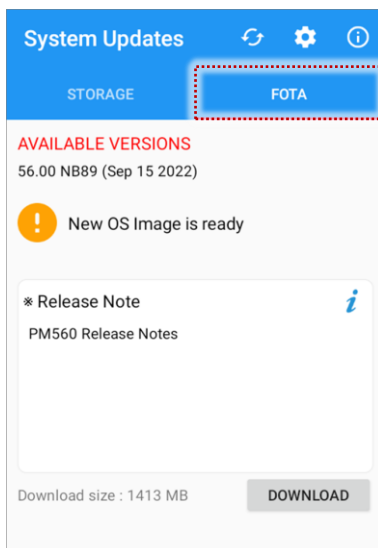 System Updates
STORAGE
FOTA
AVAILABLE VERSIONS
56.00 NB89 (Sep 15 2022)
New OS Image is ready
※ Release Note
PM560 Release Notes
Download size : 1413 MB
DOWNLOAD